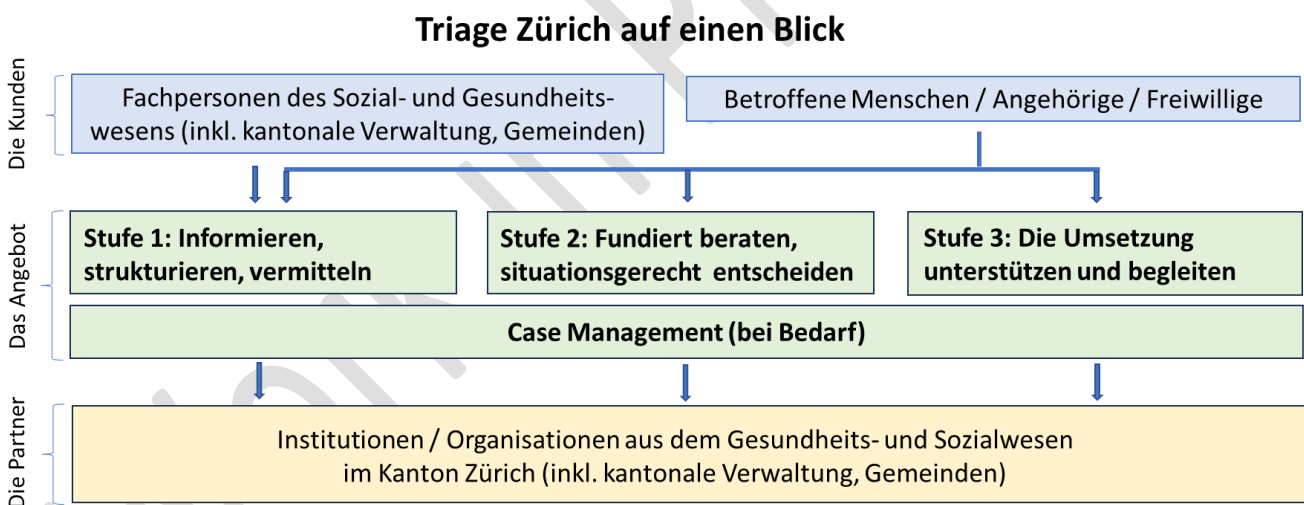 Triage Zürich auf einen Blick
Die Kunden
Fachpersonen des Sozial- und Gesundheits-
wesens (inkl. kantonale Verwaltung, Gemeinden)
Betroffene Menschen / Angehörige / Freiwillige
Das Angebot
Stufe 1: Informieren,
strukturieren, vermitteln
Stufe 2: Fundiert beraten,
situationsgerecht entscheiden
Stufe 3: Die Umsetzung
unterstützen und begleiten
Case Management (bei Bedarf)
Die Partner
Institutionen / Organisationen aus dem Gesundheits- und Sozialwesen
im Kanton Zürich (inkl. kantonale Verwaltung, Gemeinden)